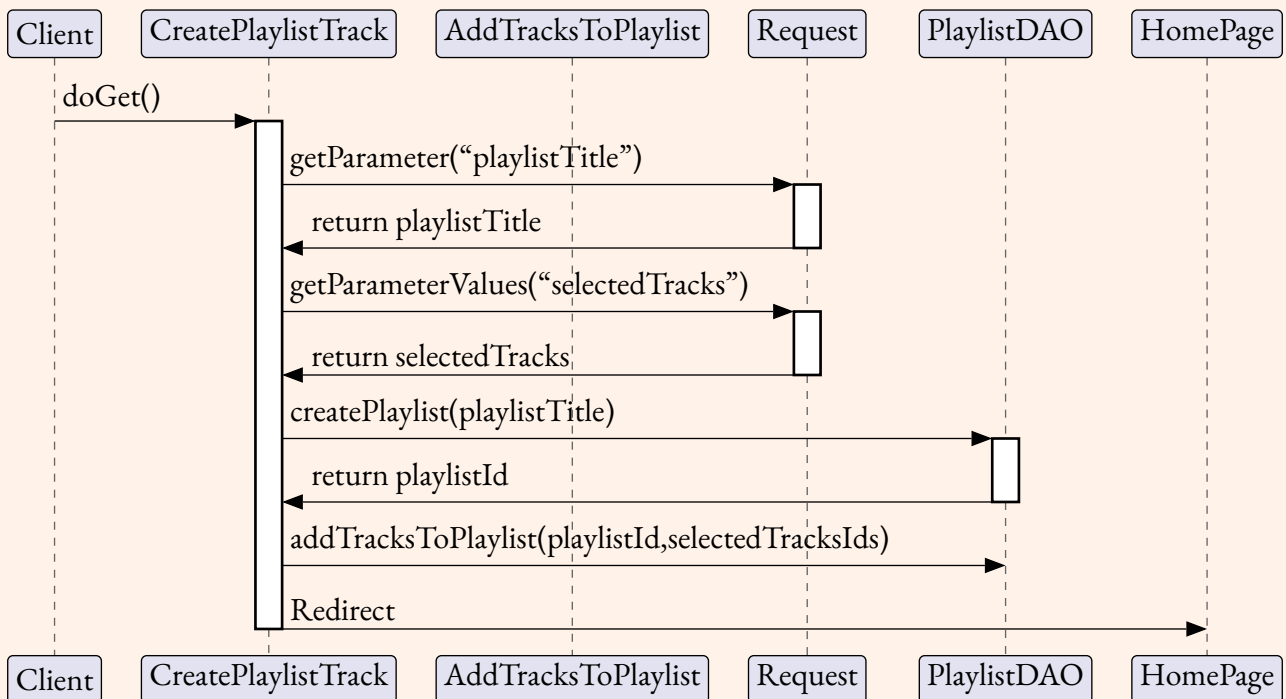 Client CreatePlaylistTrack AddTracksToPlaylist Request PlaylistDAO HomePage
doGet()
getParameter(“playlistTitle”)
return playlistTitle
getParameterValues(“selectedTracks”)
return selectedTracks
createPlaylist(playlistTitle)
return playlistId
addTracksToPlaylist(playlistId,selectedTracksIds)
Redirect
Client CreatePlaylistTrack AddTracksToPlaylist Request PlaylistDAO HomePage